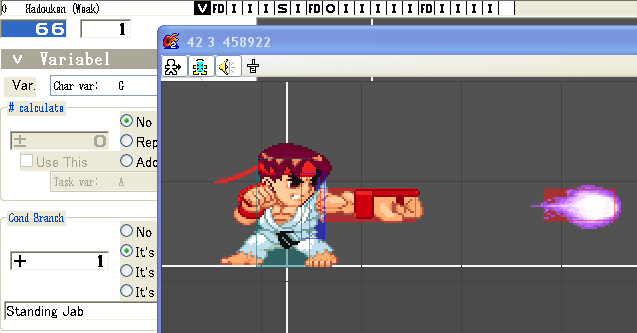 0 Hadouken (Weak)
V FD I I I S I FD O I I I FD I I I I
66 1
42 3 458922
V Variabel
Var. Char var: G
# calculate
No
± 0 Rep
Use This Add
Task var: A
Cond Branch
No
It's
+ 1
It's
It's
Standing Jab